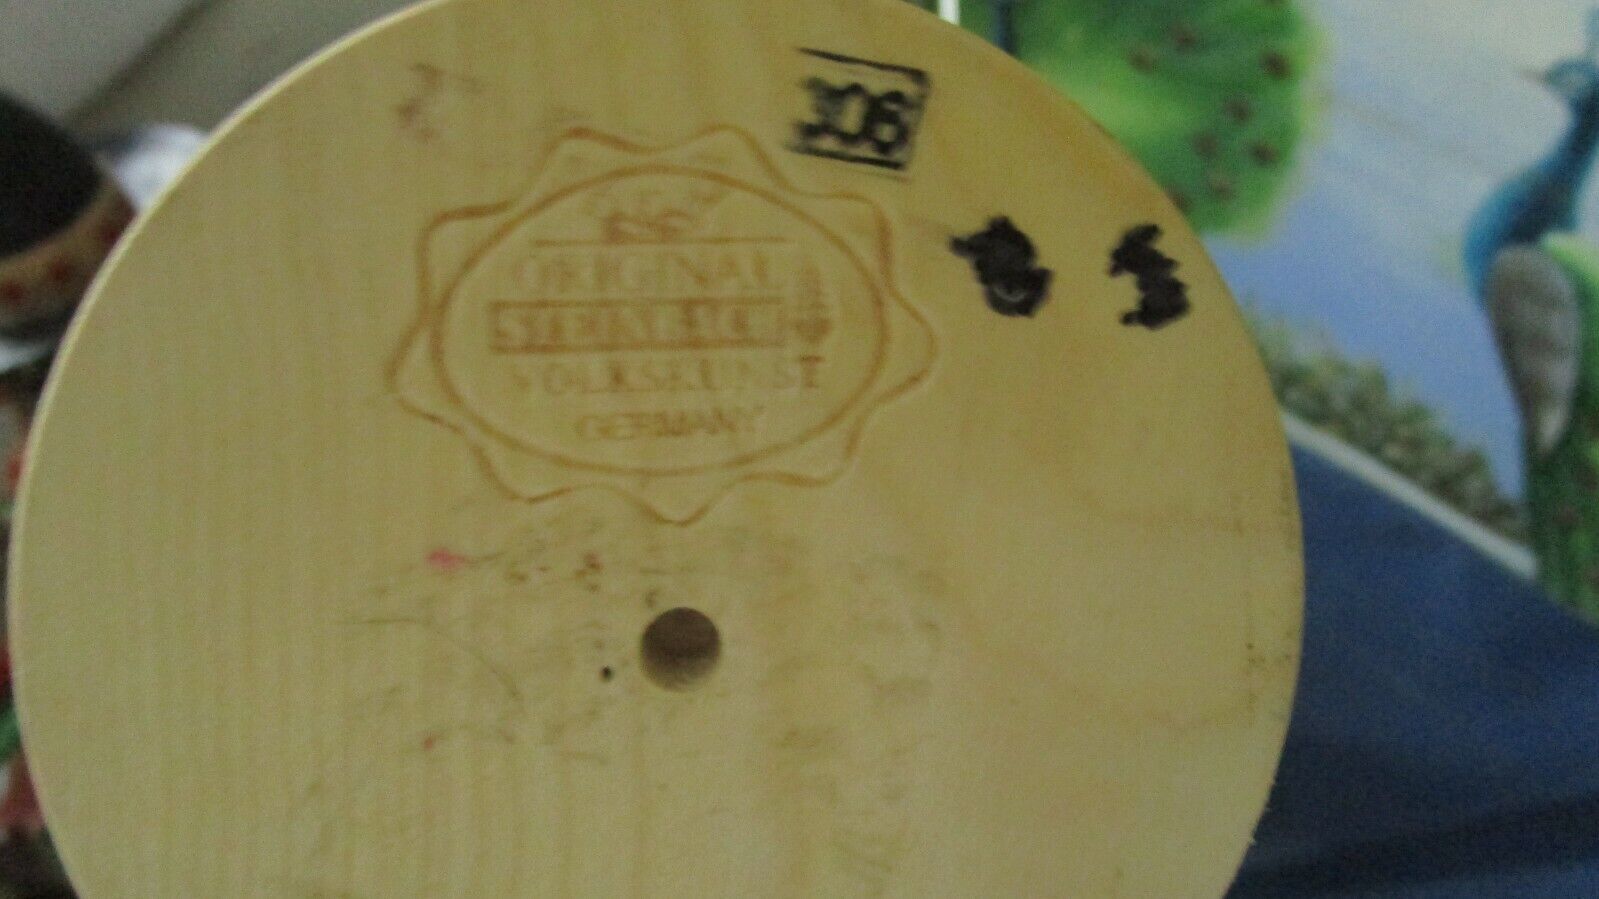 306
ORIGINAL
STEINBACH
VOLKSKUNST
GERMANY